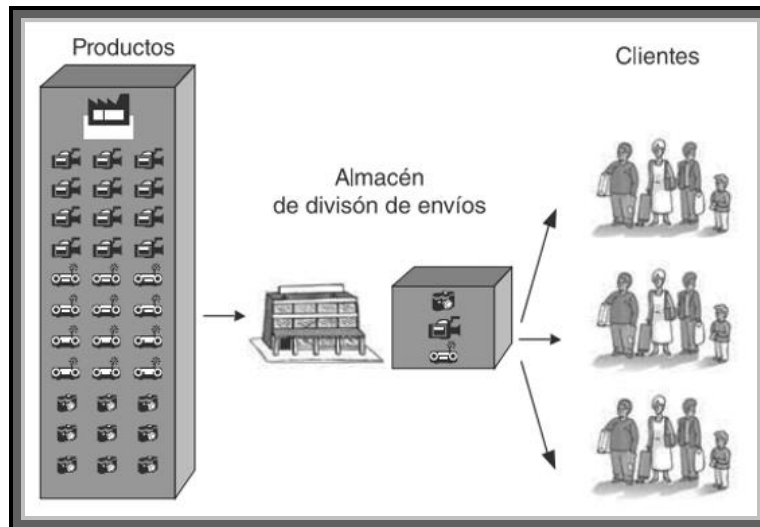 Productos
Clientes
Almacén
de divisón de envíos